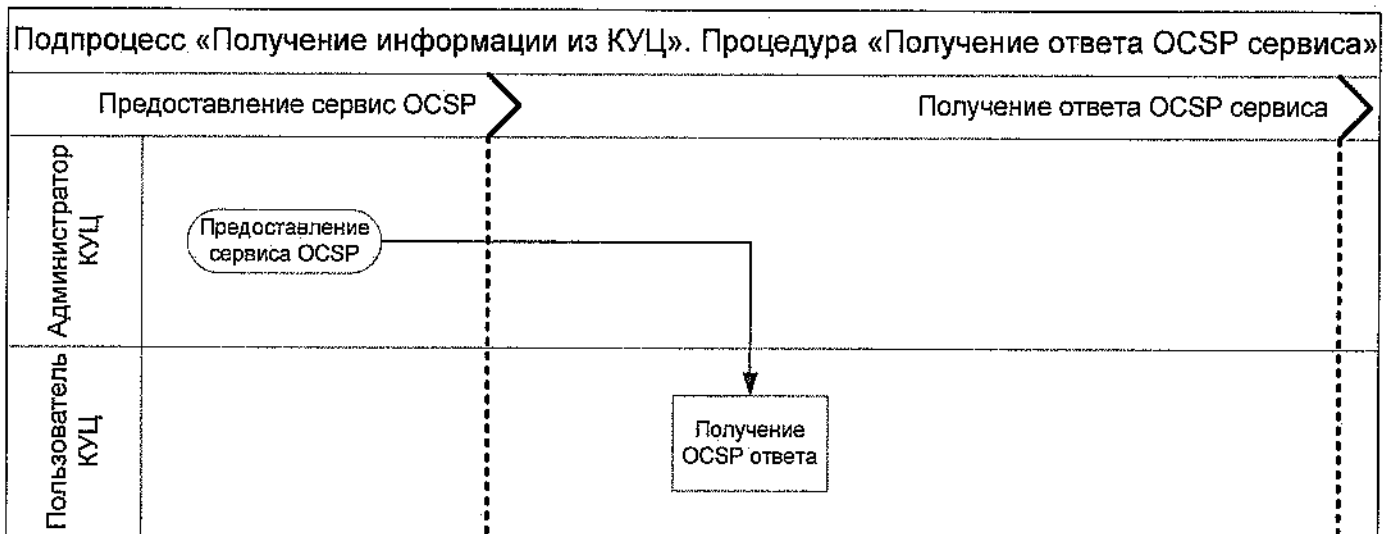 Подпроцесс «Получение информации из КУЦ». Процедура «Получение ответа OCSP сервиса»
Предоставление сервис OCSP
Получение ответа OCSP сервиса
Администратор
КУЦ
Предоставление
сервиса OCSP
Пользователь
КУЦ
Получение
OCSP ответа